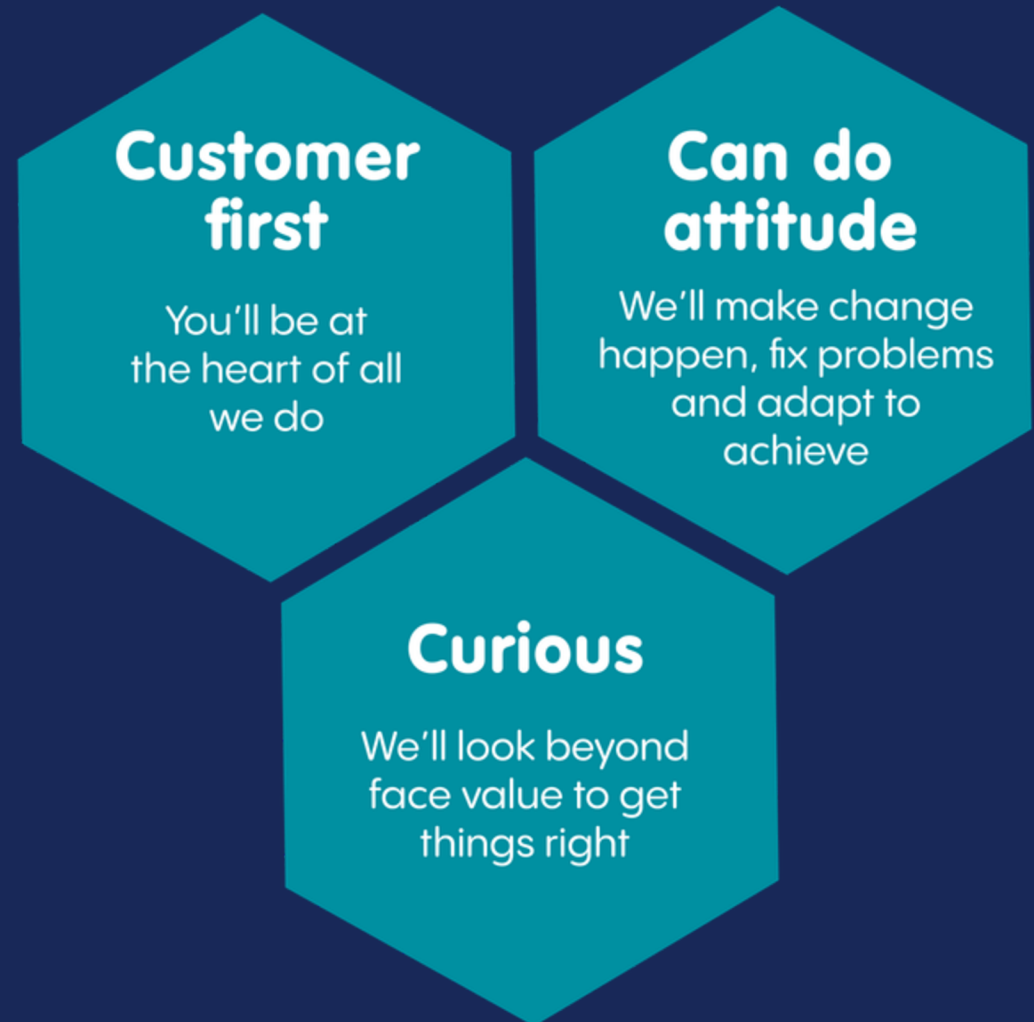 Customer
first
You'll be at
the heart of all
we do
Can do
attitude
We'll make change
happen, fix problems
and adapt to
achieve
Curious
We'll look beyond
face value to get
things right